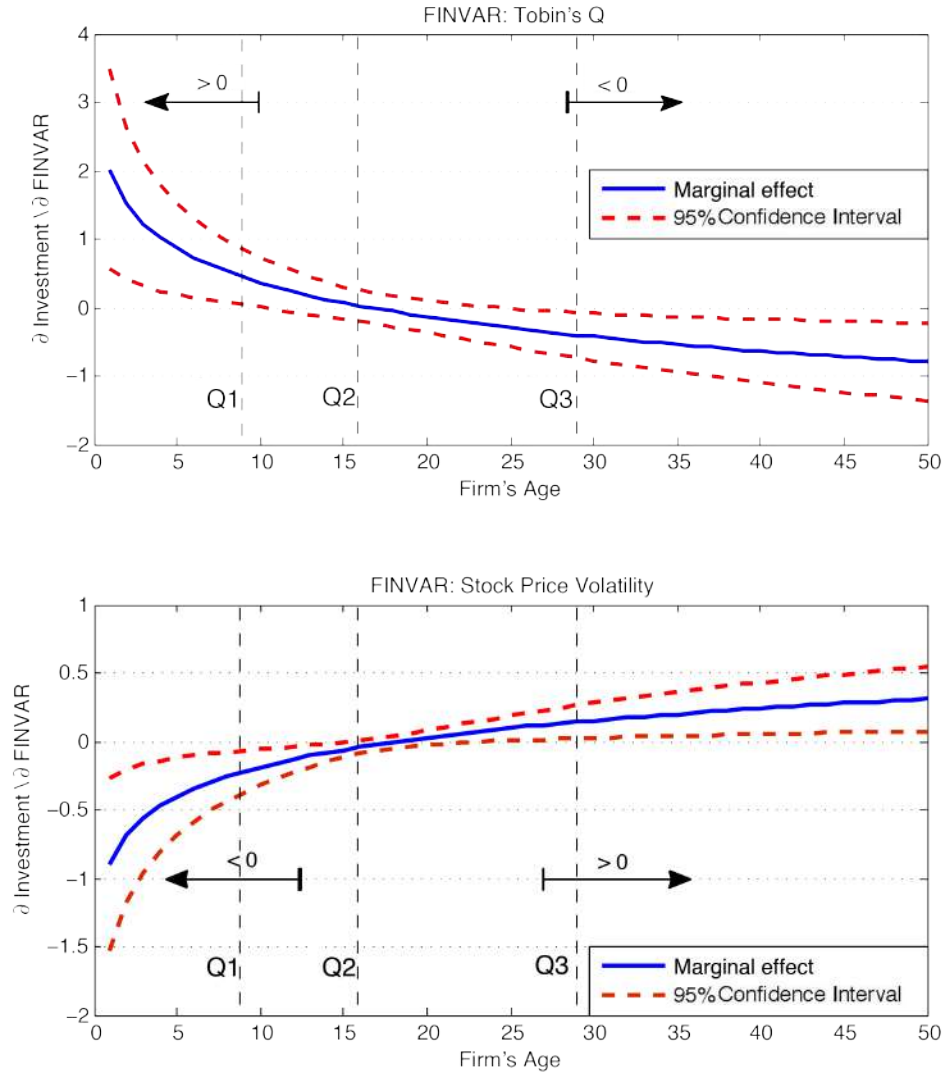 FINVAR: Tobin's Q
4
3
2
1
0
−1
−2
∂ Investment \ ∂ FINVAR
> 0
< 0
Marginal effect
95%Confidence Interval
Q1
Q2
Q3
0
5
10
15
20
25
30
35
40
45
50
Firm's Age
FINVAR: Stock Price Volatility
1
0.5
0
−0.5
−1
−1.5
−2
∂ Investment \ ∂ FINVAR
< 0
> 0
Q1
Q2
Q3
Marginal effect
95%Confidence Interval
0
5
10
15
20
25
30
35
40
45
50
Firm's Age